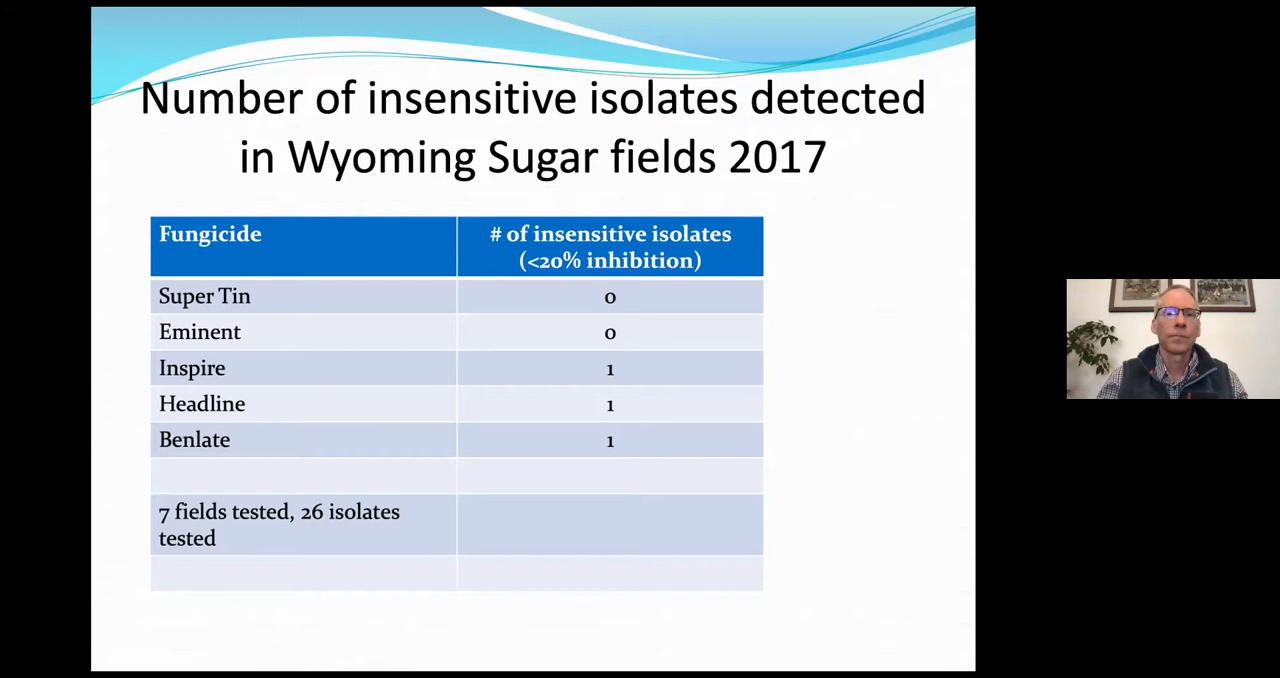 Number of insensitive isolates detected
in Wyoming Sugar fields 2017
Fungicide
# of insensitive isolates
(<20% inhibition)
Super Tin
0
Eminent
0
Inspire
1
Headline
1
Benlate
1
7 fields tested, 26 isolates
tested